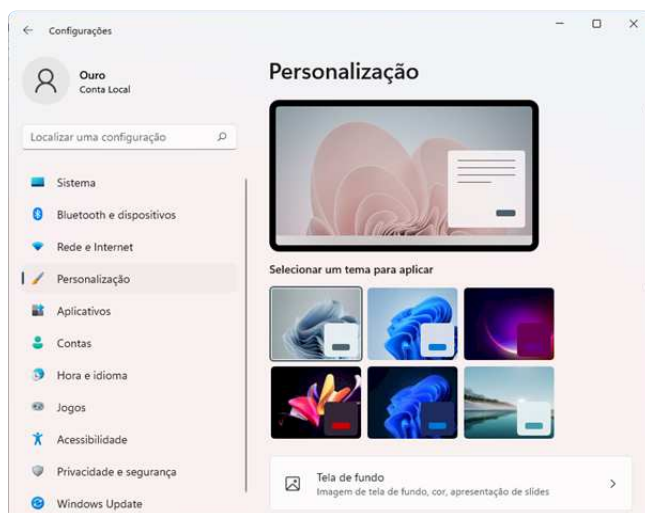 Configurações
Ouro
Conta Local
Localizar uma configuração
Sistema
Bluetooth e dispositivos
Rede e Internet
Personalização
Aplicativos
Contas
Hora e idioma
Jogos
Acessibilidade
Privacidade e segurança
Windows Update
Personalização
Selecionar um tema para aplicar
Tela de fundo
Imagem de tela de fundo, cor, apresentação de slides